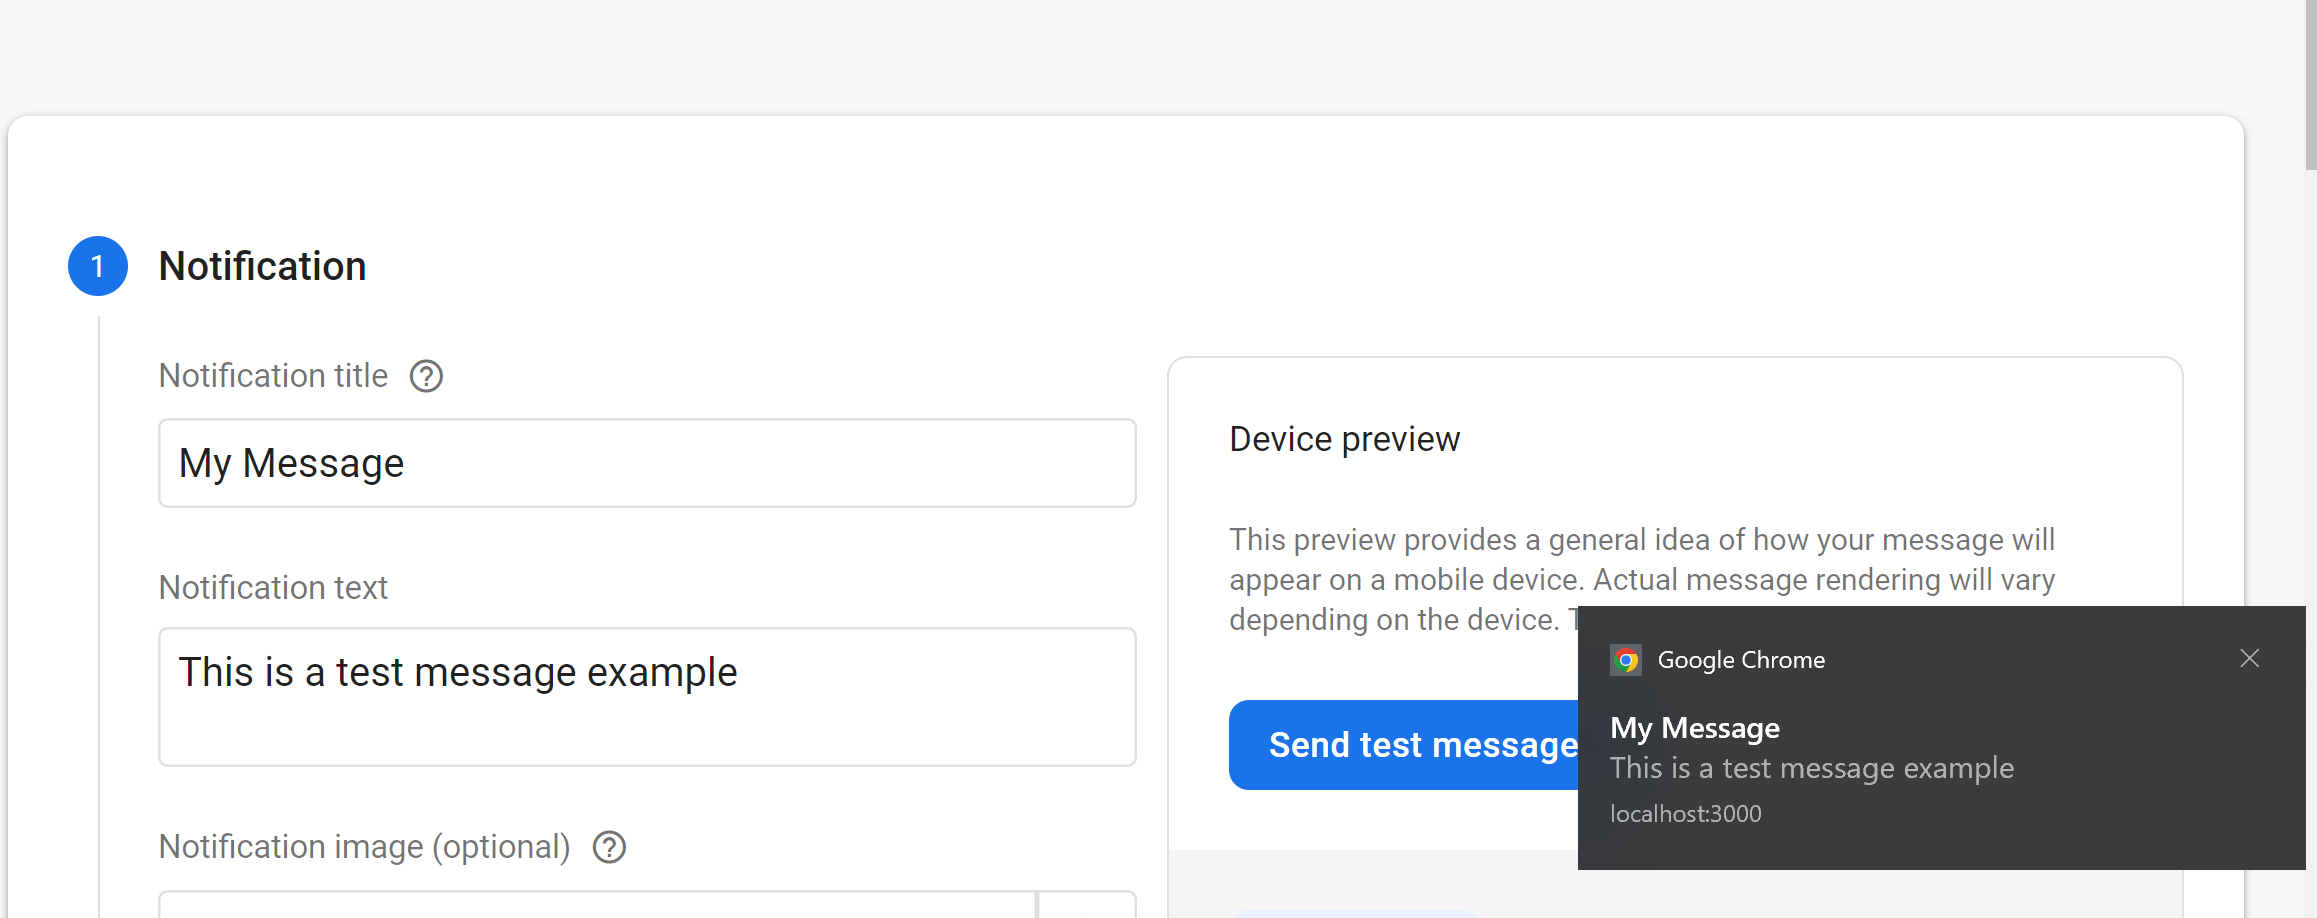 1 Notification
Notification title
My Message
Notification text
This is a test message example
Notification image (optional)
Device preview
This preview provides a general idea of how your message will
appear on a mobile device. Actual message rendering will vary
depending on the device.
Send test message
Google Chrome
My Message
This is a test message example
localhost:3000